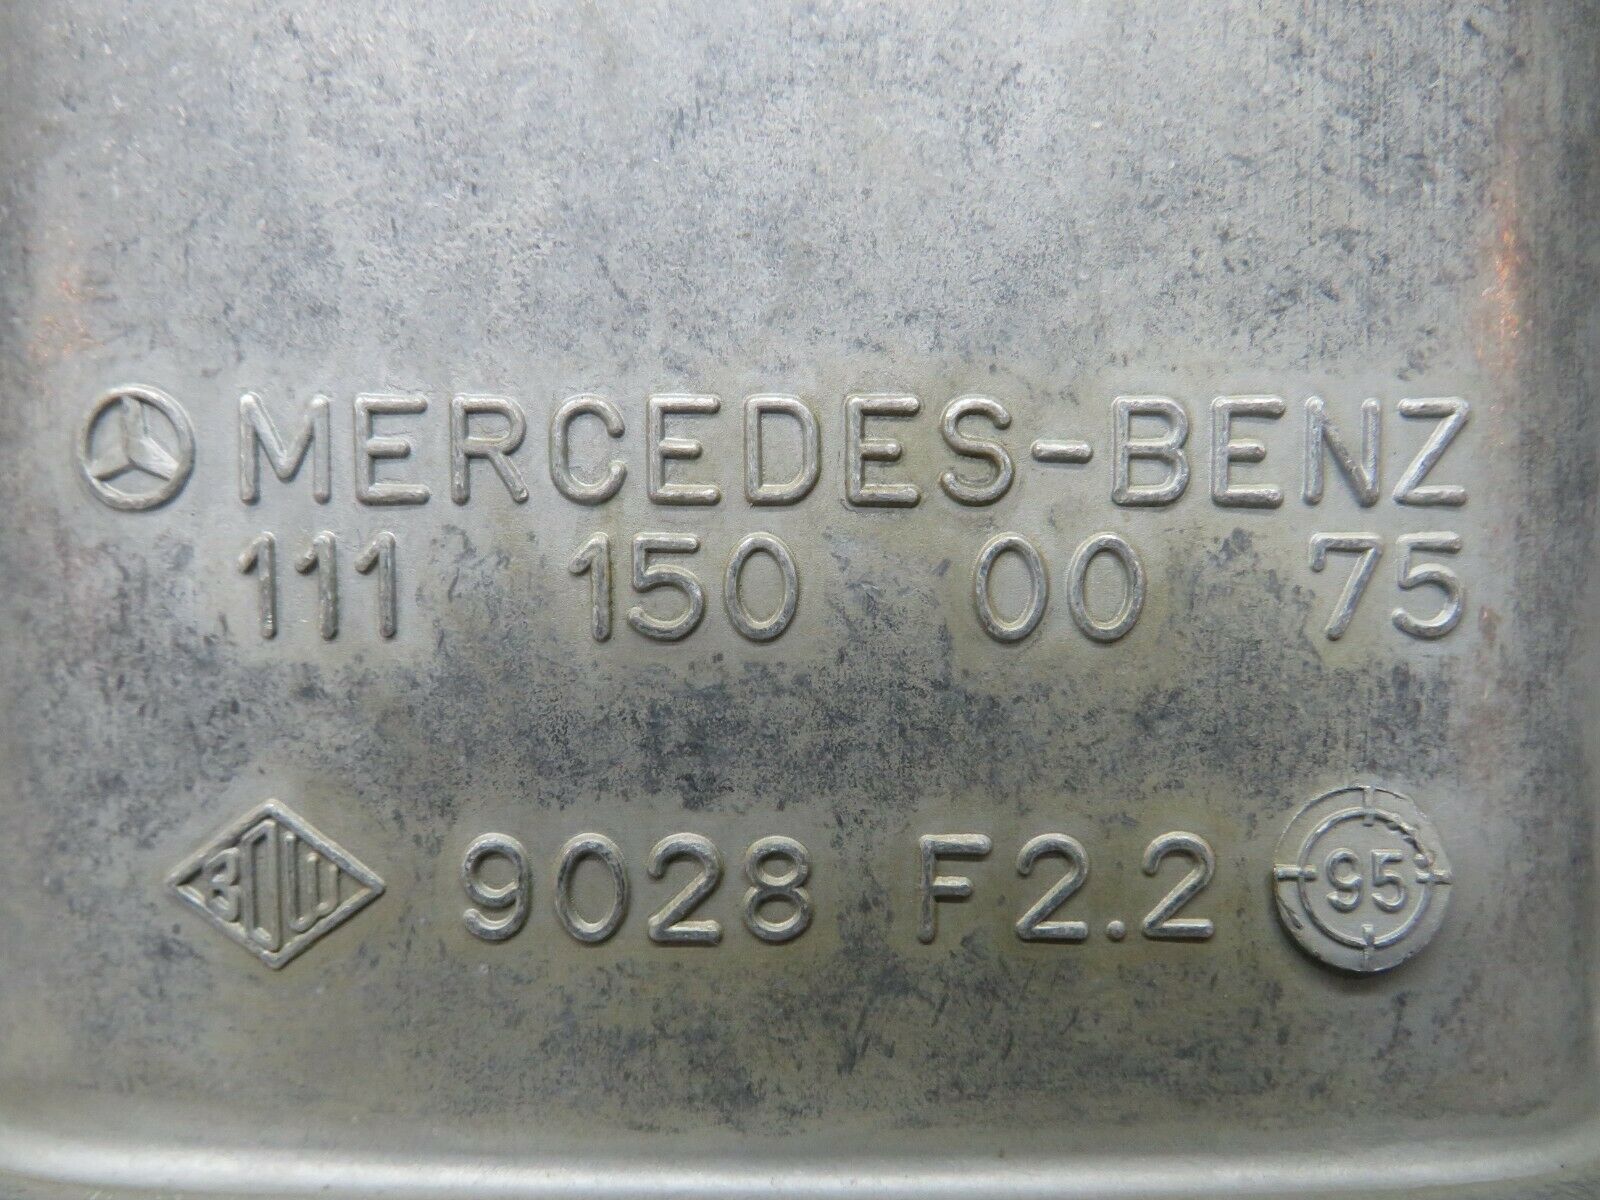 MERCEDES-BENZ
111 150 00 75
9028 F2.2 95